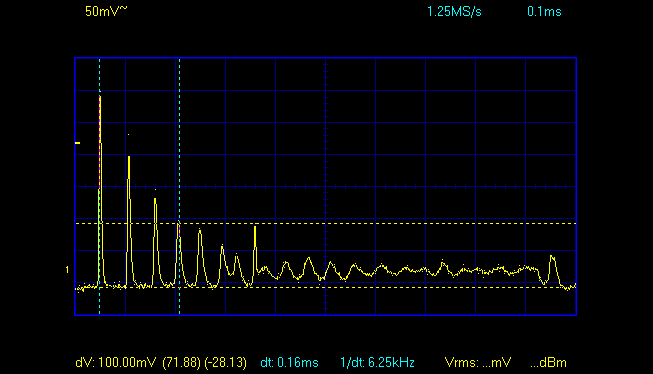 50mV~ 1.25MS/s 0.1ms
1
dV: 100.00mV (71.88) (-28.13) dt: 0.16ms 1/dt: 6.25kHz Vrms: ...mV ...dBm